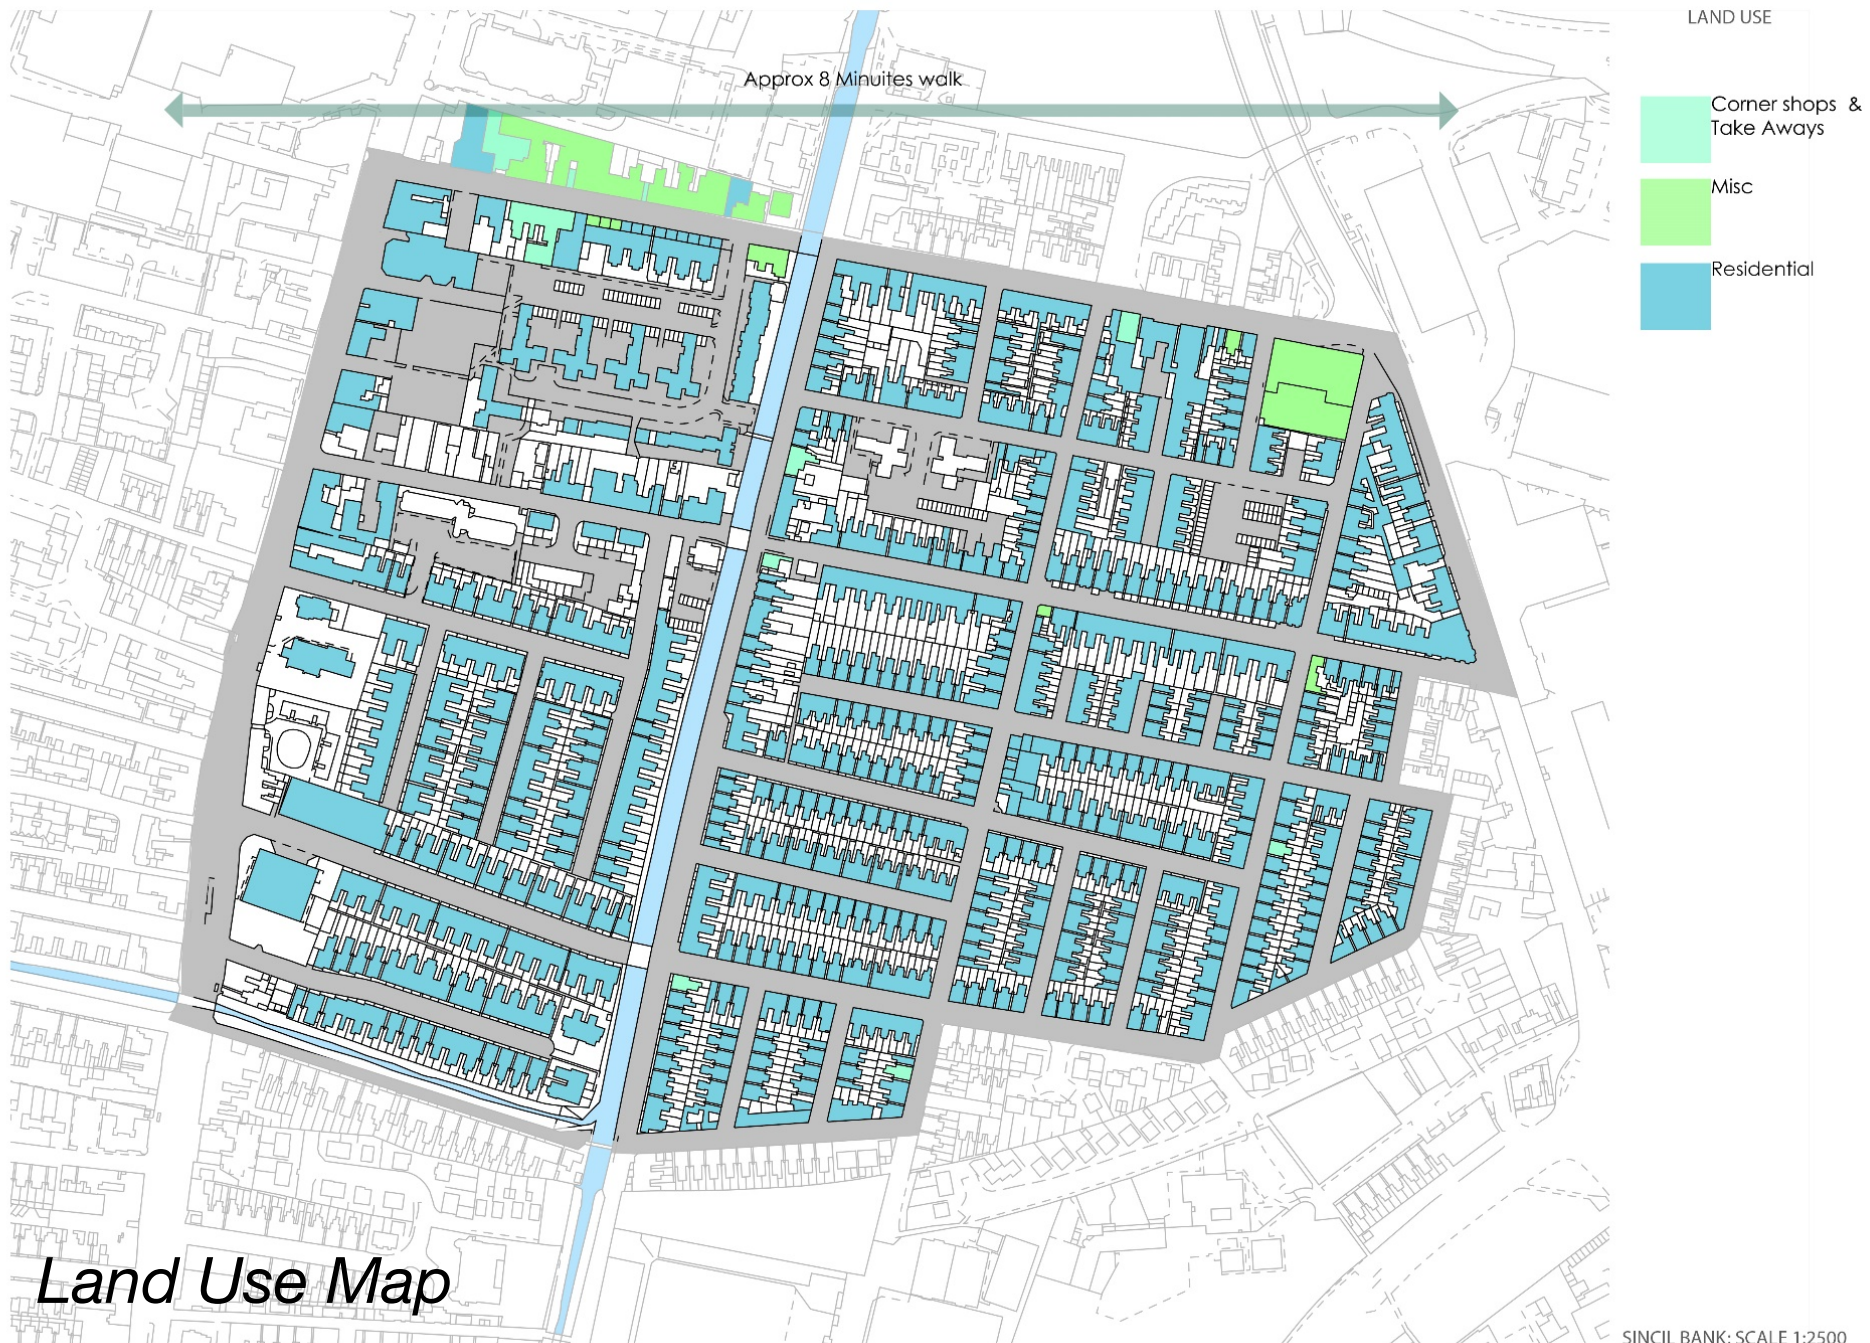 LAND USE
Approx 8 Minuites walk
Corner shops &
Take Aways
Misc
Residential
Land Use Map
SINCIL BANK: SCALE 1:2500